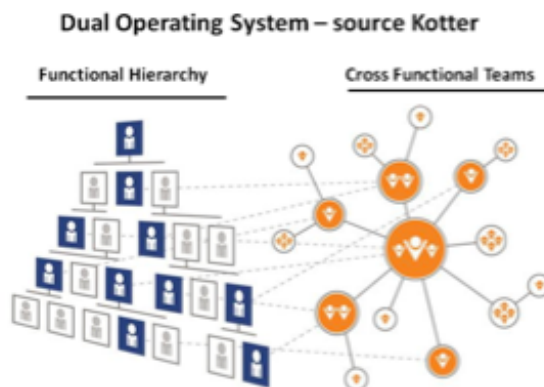 Dual Operating System – source Kotter
Functional Hierarchy
Cross Functional Teams